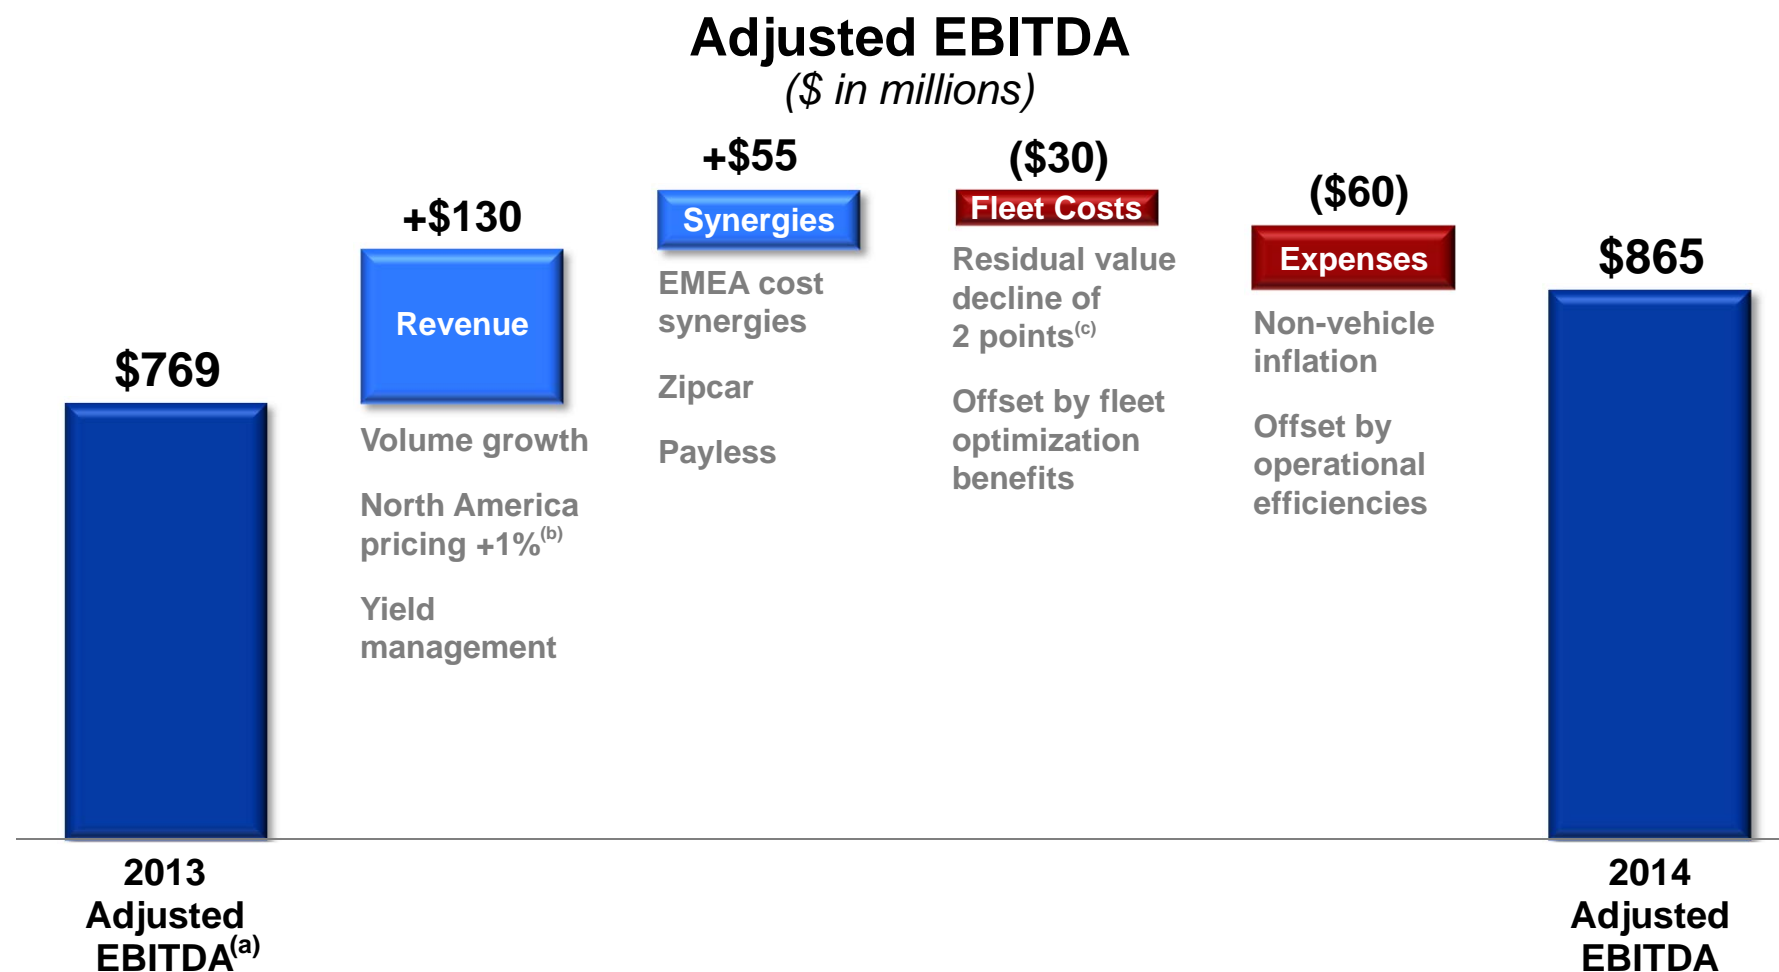 Adjusted EBITDA
($ in millions)
$769
2013
Adjusted
EBITDA(a)
+$130
Revenue
Volume growth
North America
pricing +1%(b)
Yield
management
+$55
Synergies
EMEA cost
synergies
Zipcar
Payless
($30)
Fleet Costs
Residual value
decline of
2 points(c)
Offset by fleet
optimization
benefits
($60)
Expenses
Non-vehicle
inflation
Offset by
operational
efficiencies
$865
2014
Adjusted
EBITDA